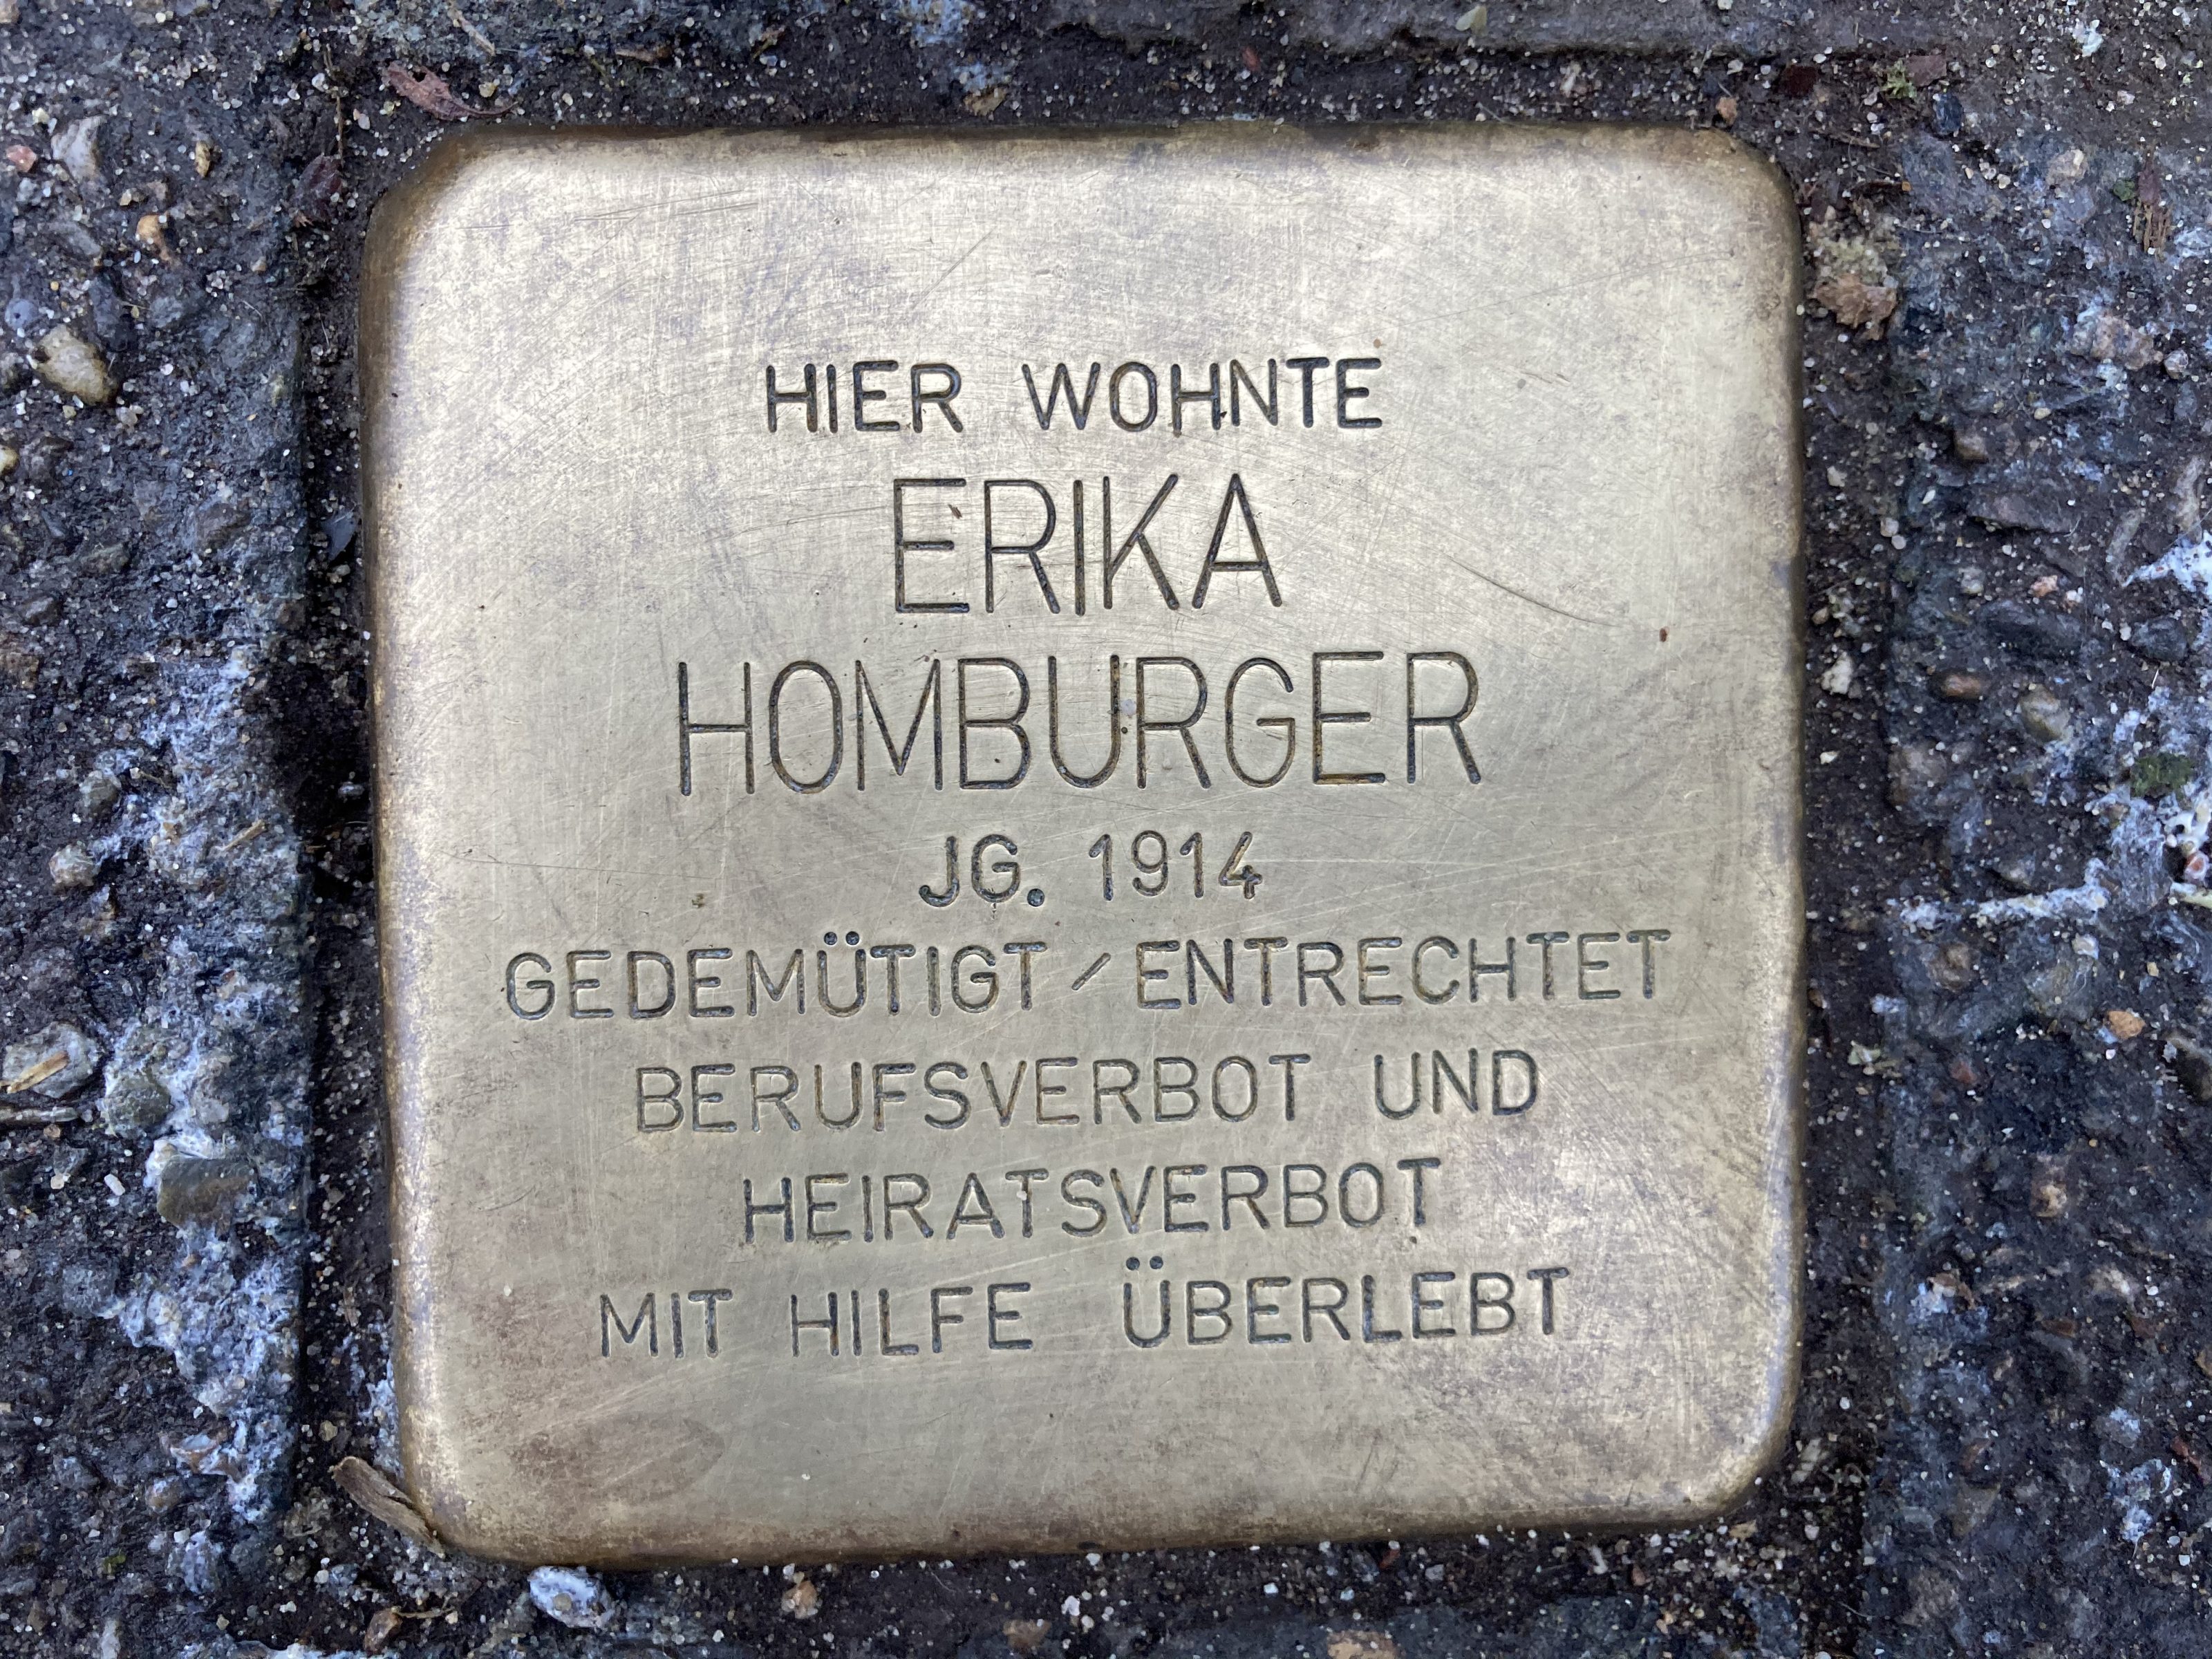 HIER WOHNTE
ERIKA
HOMBURGER
JG. 1914
GEDEMÜTIGT / ENTRECHTET
BERUFSVERBOT UND
HEIRATSVERBOT
MIT HILFE ÜBERLEBT